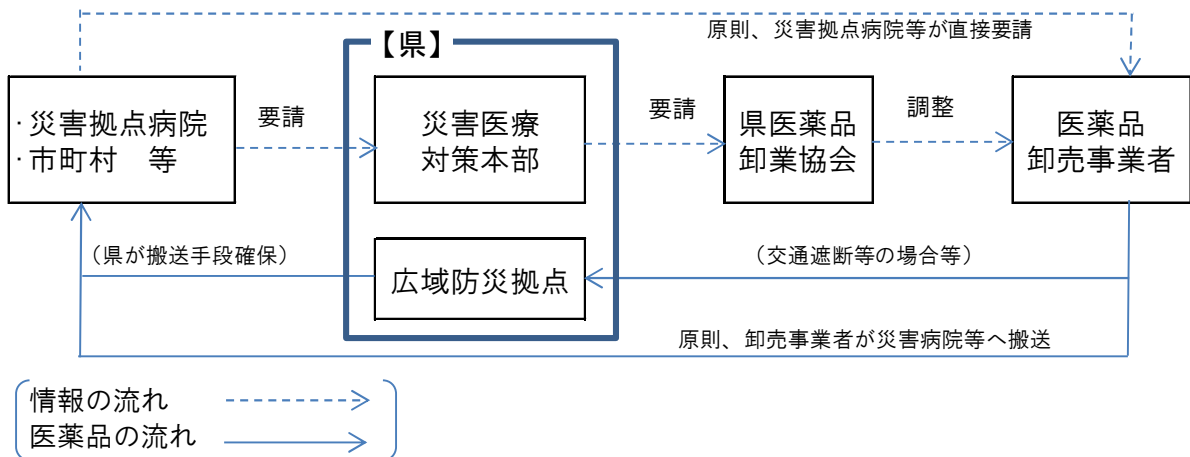 原則、災害拠点病院等が直接要請
【県】
・災害拠点病院
・市町村　等
要請
災害医療
対策本部
要請
県医薬品
卸業協会
調整
医薬品
卸売事業者
（県が搬送手段確保）
広域防災拠点
（交通遮断等の場合等）
原則、卸売事業者が災害病院等へ搬送
情報の流れ
医薬品の流れ